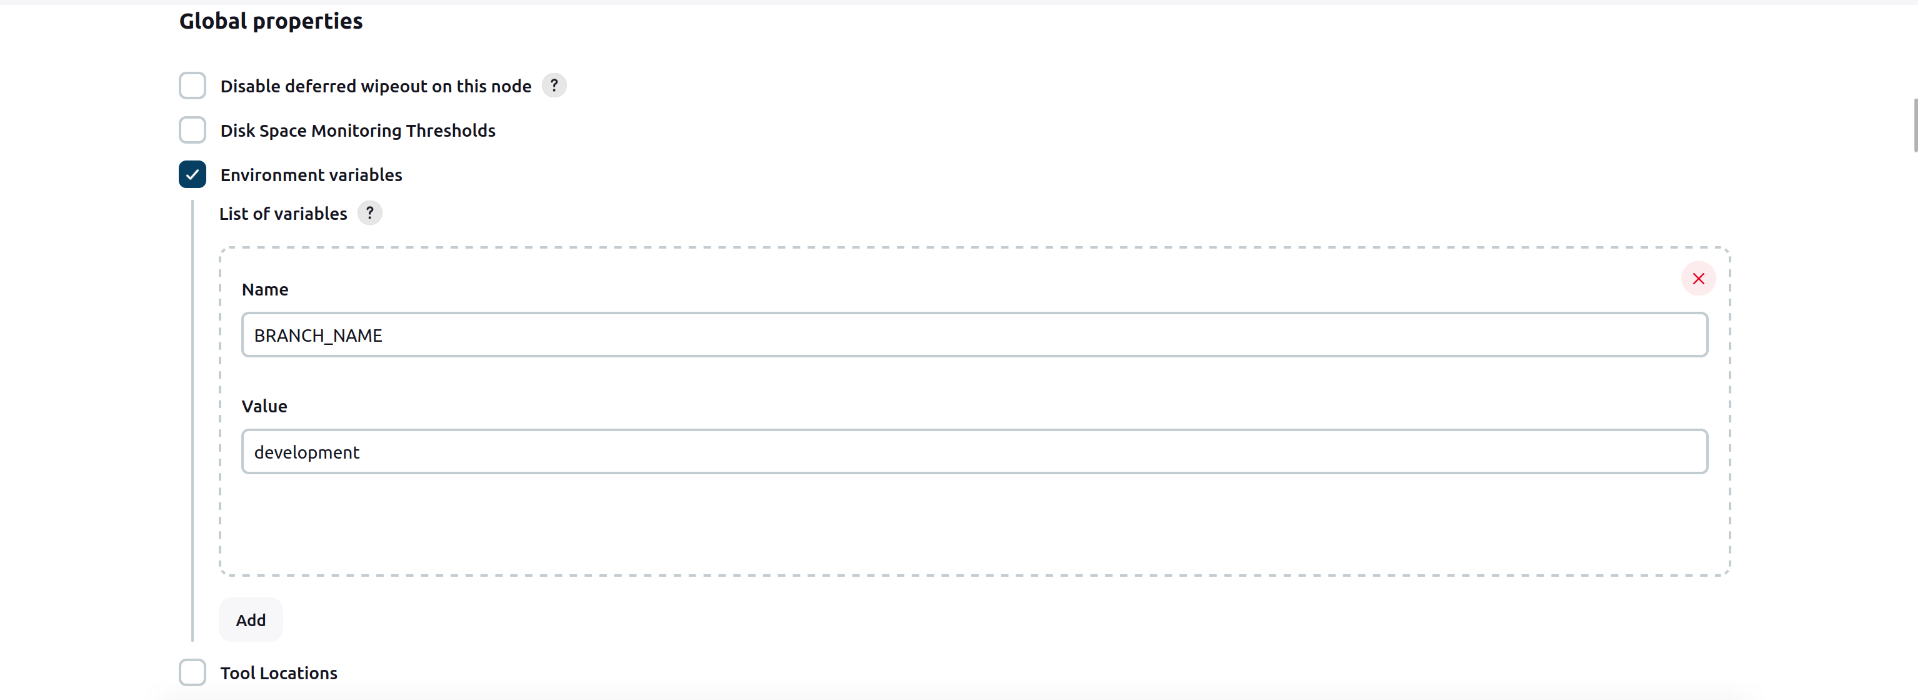 Global properties
Disable deferred wipeout on this node ?
Disk Space Monitoring Thresholds
Environment variables
List of variables ?
Name
BRANCH_NAME
Value
development
Add
Tool Locations